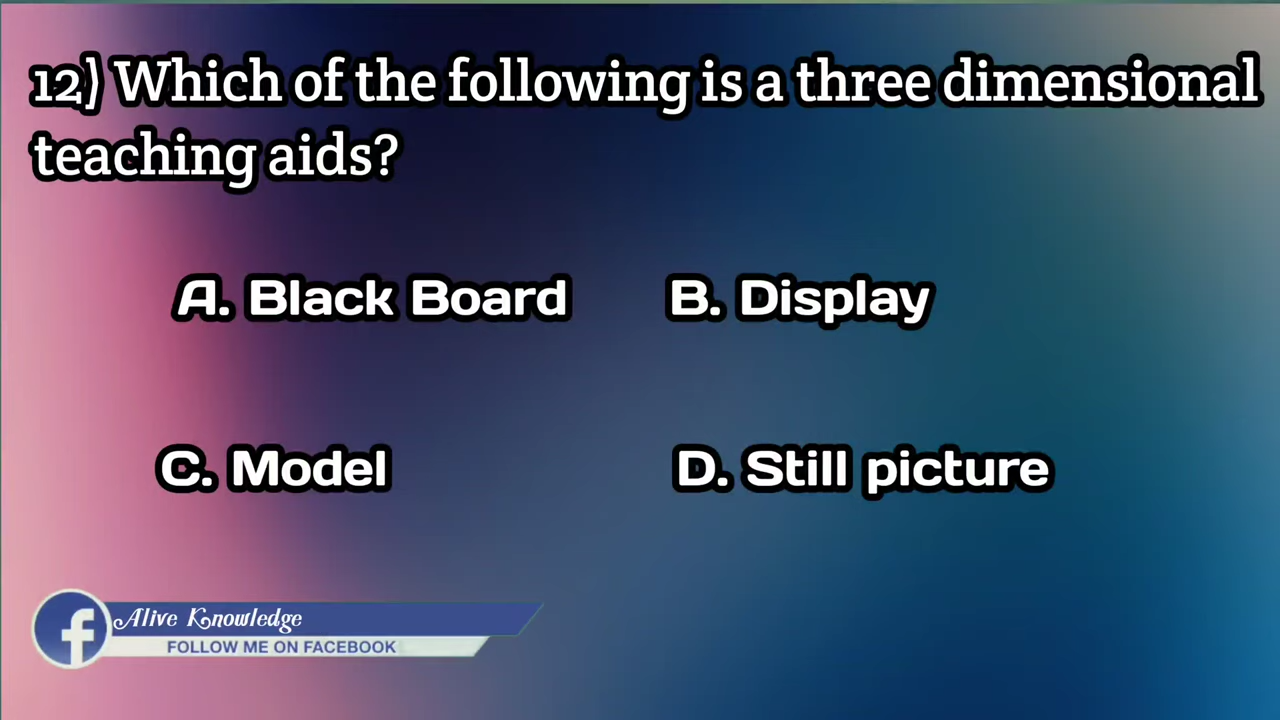 12) Which of the following is a three dimensional
teaching aids?
A. Black Board
B. Display
C. Model
D. Still picture
Alive Knowledge
FOLLOW ME ON FACEBOOK